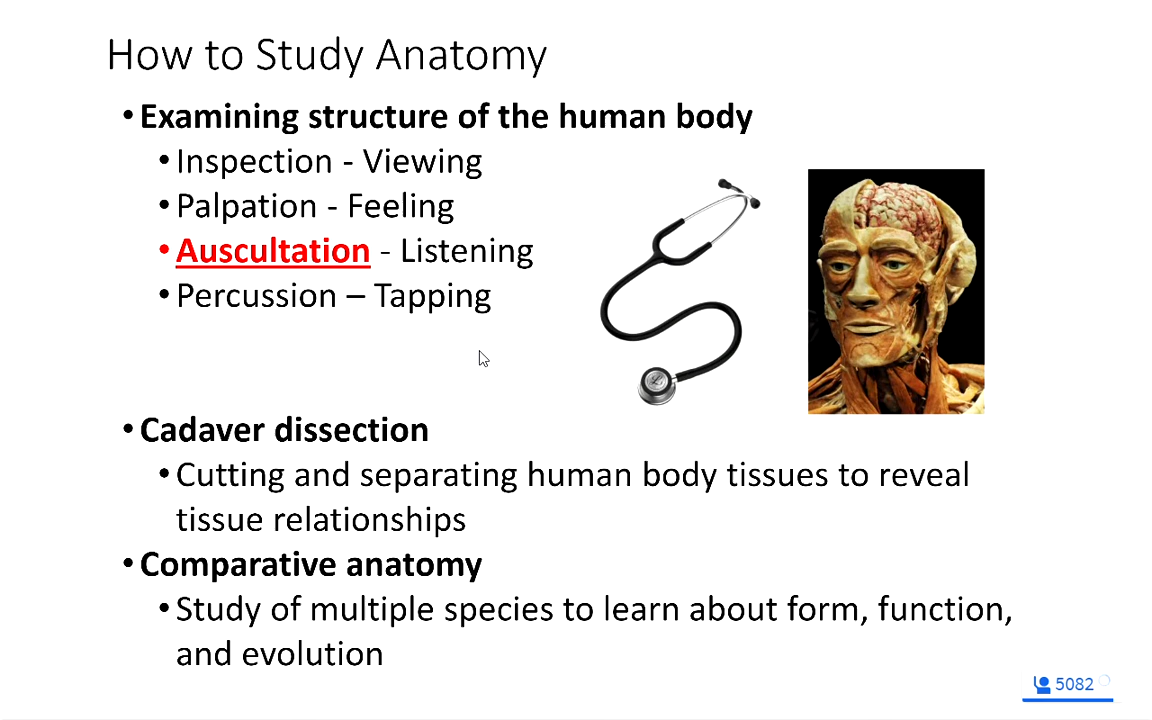 How to Study Anatomy
• Examining structure of the human body
• Inspection - Viewing
• Palpation - Feeling
• Auscultation - Listening
• Percussion – Tapping
• Cadaver dissection
• Cutting and separating human body tissues to reveal
tissue relationships
• Comparative anatomy
• Study of multiple species to learn about form, function,
and evolution
5082